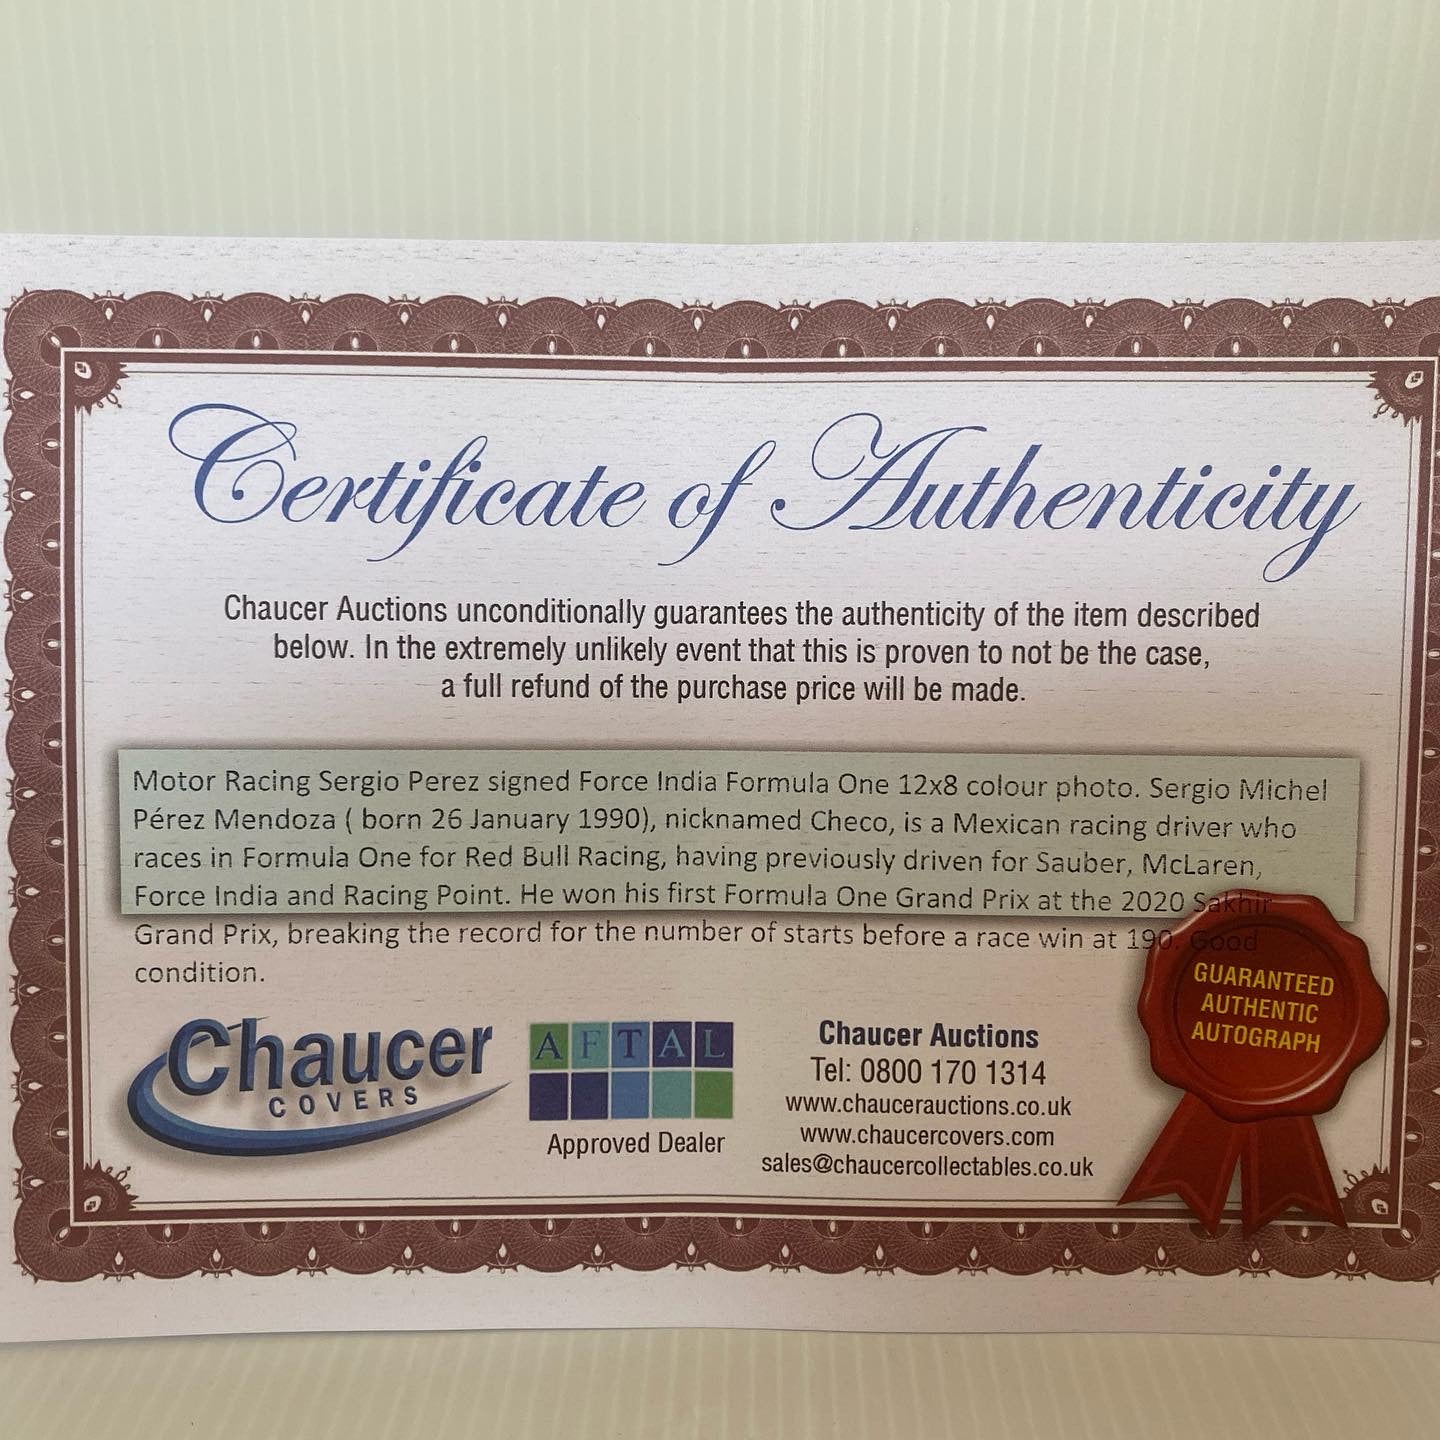 Certificate of Authenticity
Chaucer Auctions unconditionally guarantees the authenticity of the item described
below. In the extremely unlikely event that this is proven to not be the case,
a full refund of the purchase price will be made.
Motor Racing Sergio Perez signed Force India Formula One 12x8 colour photo. Sergio Michel
Pérez Mendoza ( born 26 January 1990), nicknamed Checo, is a Mexican racing driver who
races in Formula One for Red Bull Racing, having previously driven for Sauber, McLaren,
Force India and Racing Point. He won his first Formula One Grand Prix at the 2020 Sakhir
Grand Prix, breaking the record for the number of starts before a race win at 190. Good
condition.
Chaucer
COVERS
AFTAL
Approved Dealer
Chaucer Auctions
Tel: 0800 170 1314
www.chaucerauctions.co.uk
www.chaucercovers.com
sales@chaucercollectables.co.uk
GUARANTEED
AUTHENTIC
AUTOGRAPH